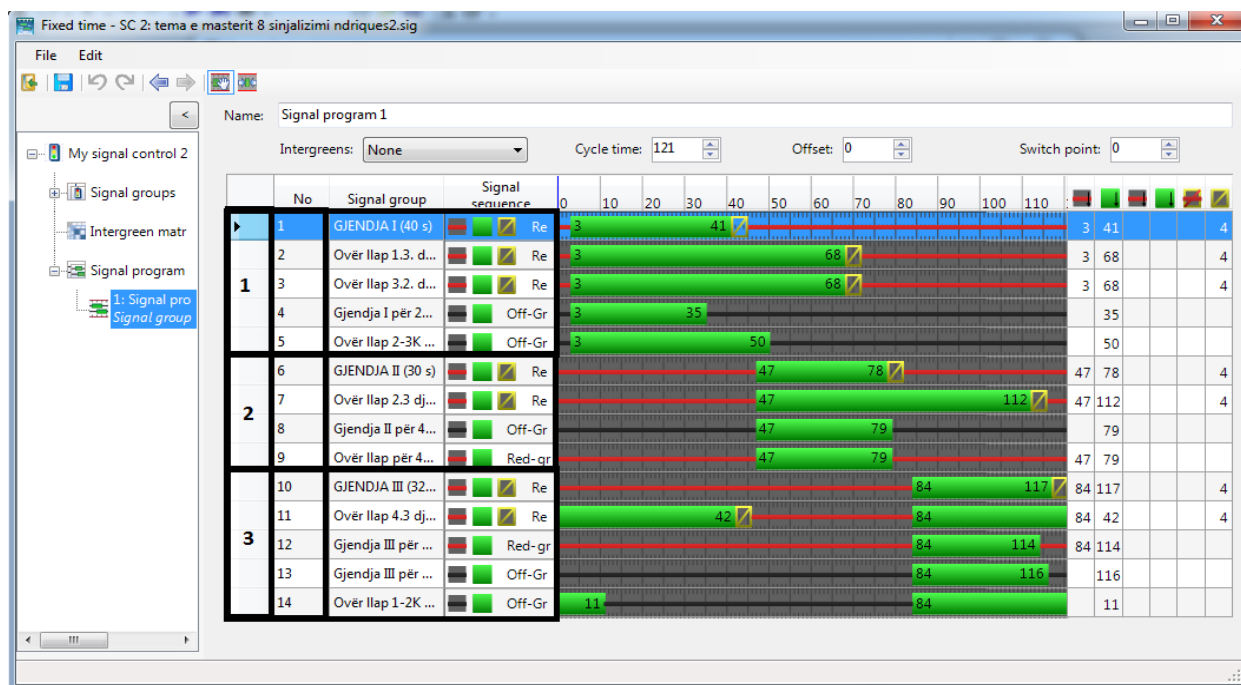 Fixed time - SC 2: tema e masterit 8 sinjalizimi ndriques2.sig
File Edit
< Name: Signal program 1
Intergreens: None Cycle time: 121 Offset: 0 Switch point: 0
My signal control 2
Signal groups
Intergreen matr
Signal program
1: Signal pro
Signal group
No Signal group Signal sequence 0 10 20 30 40 50 60 70 80 90 100 110
1
1 GJENDJA I (40 s) Re 3 41 3 41 4
2 Ovër llap 1.3. d... Re 3 68 3 68 4
3 Ovër llap 3.2. d... Re 3 68 3 68 4
4 Gjendja I për 2... Off-Gr 3 35 35
5 Ovër llap 2-3K ... Off-Gr 3 50 50
2
6 GJENDJA II (30 s) Re 47 78 47 78 4
7 Ovër llap 2.3 dj... Re 47 112 47 112 4
8 Gjendja II për 4... Off-Gr 47 79 79
9 Ovër llap për 4... Red-gr 47 79 47 79
3
10 GJENDJA III (32... Re 84 117 84 117 4
11 Ovër llap 4.3 dj... Re 42 84 84 42 4
12 Gjendja III për ... Red-gr 84 114 84 114
13 Gjendja III për ... Off-Gr 84 116 116
14 Ovër llap 1-2K ... Off-Gr 11 84 11